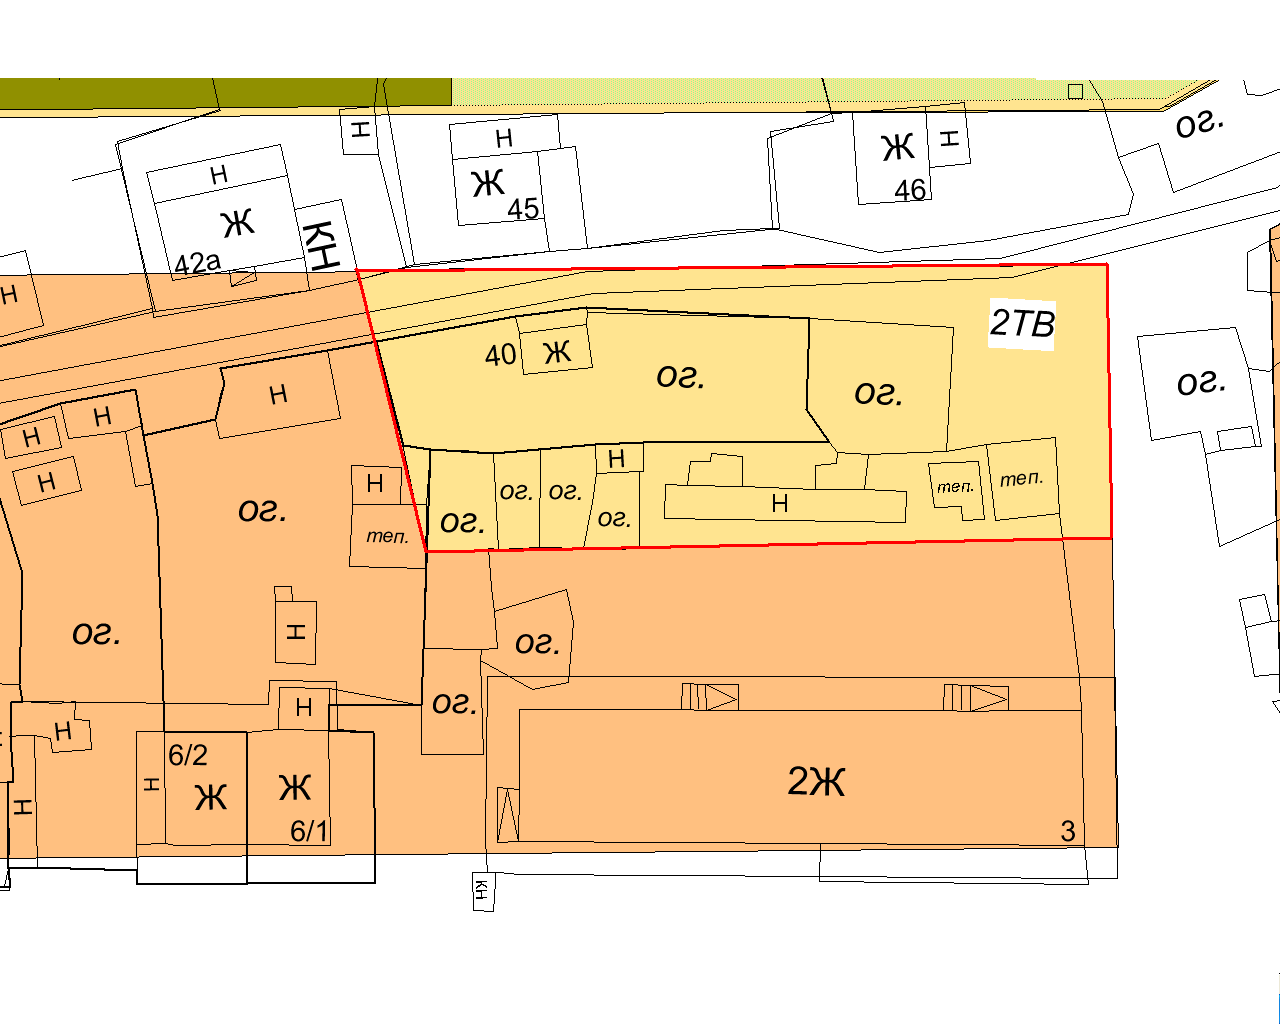 ог.
Н
Н
Ж
Н
Н
Ж
45
46
Ж
КН
42а
Н
2ТВ
40
Ж
ог.
ог.
ог.
Н
Н
Н
Н
Н
Н
ог.
ог.
теп.
теп.
Н
ог.
ог.
ог.
теп.
Н
ог.
ог.
ог.
Н
Н
6/2
Н
Ж
Ж
6/1
Н
2Ж
3
КН